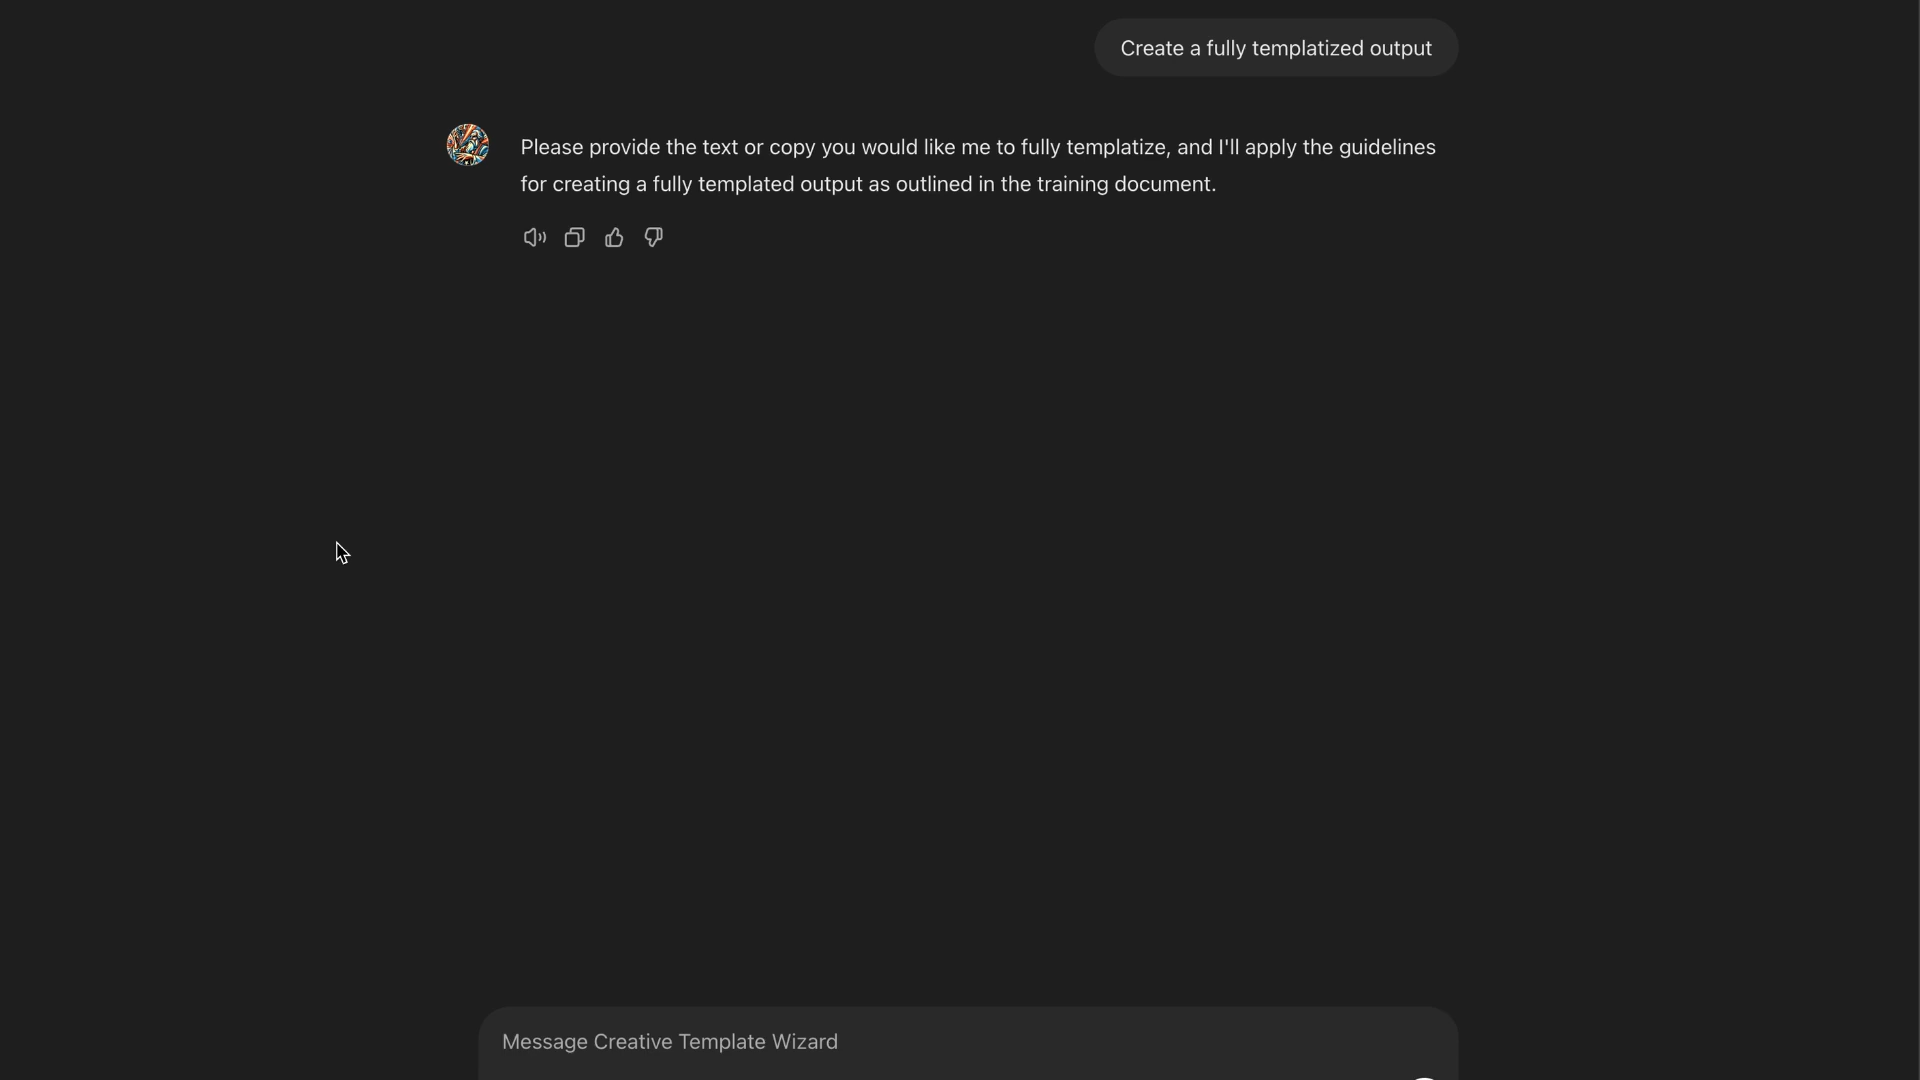 Create a fully templatized output
Please provide the text or copy you would like me to fully templatize, and I'll apply the guidelines
for creating a fully templated output as outlined in the training document.
Message Creative Template Wizard